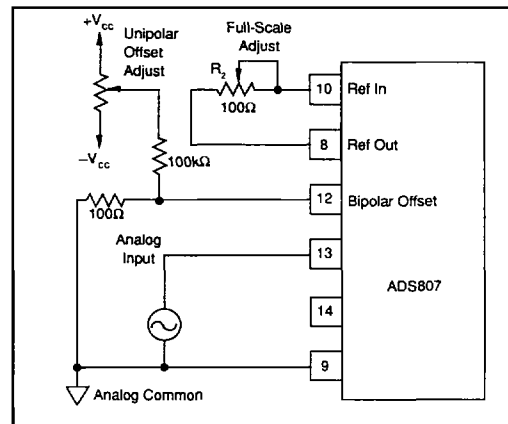 +Vcc
Unipolar
Offset
Adjust
−Vcc
100kΩ
100Ω
Full-Scale
Adjust
R2
100Ω
10 Ref In
8 Ref Out
12 Bipolar Offset
Analog
Input
13
14
9
ADS807
Analog Common